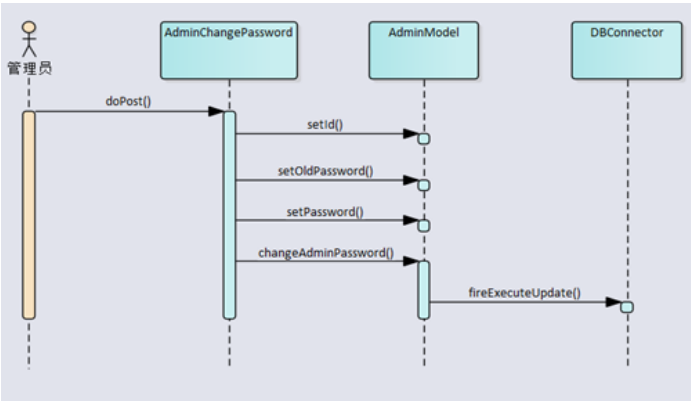 AdminChangePassword
AdminModel
DBConnector
管理员
doPost()
setId()
setOldPassword()
setPassword()
changeAdminPassword()
fireExecuteUpdate()